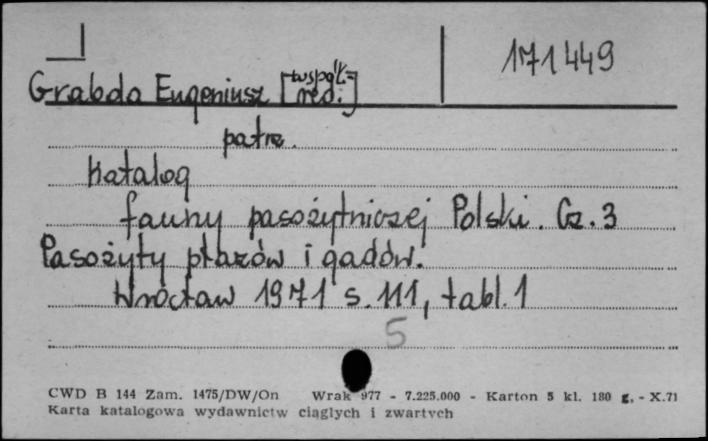 171449
Grabda Eugeniusz [współ-
red.]
patrz.
Katalog
fauny pasożytniczej Polski. Cz. 3
Pasożyty płazów i gadów.
Wrocław 1971 s. 111, tabl. 1
5
CWD B 144 Zam. 1475/DW/On Wrak 977 - 7.225.000 - Karton 5 kl. 180 g, - X.71
Karta katalogowa wydawnictw ciągłych i zwartych